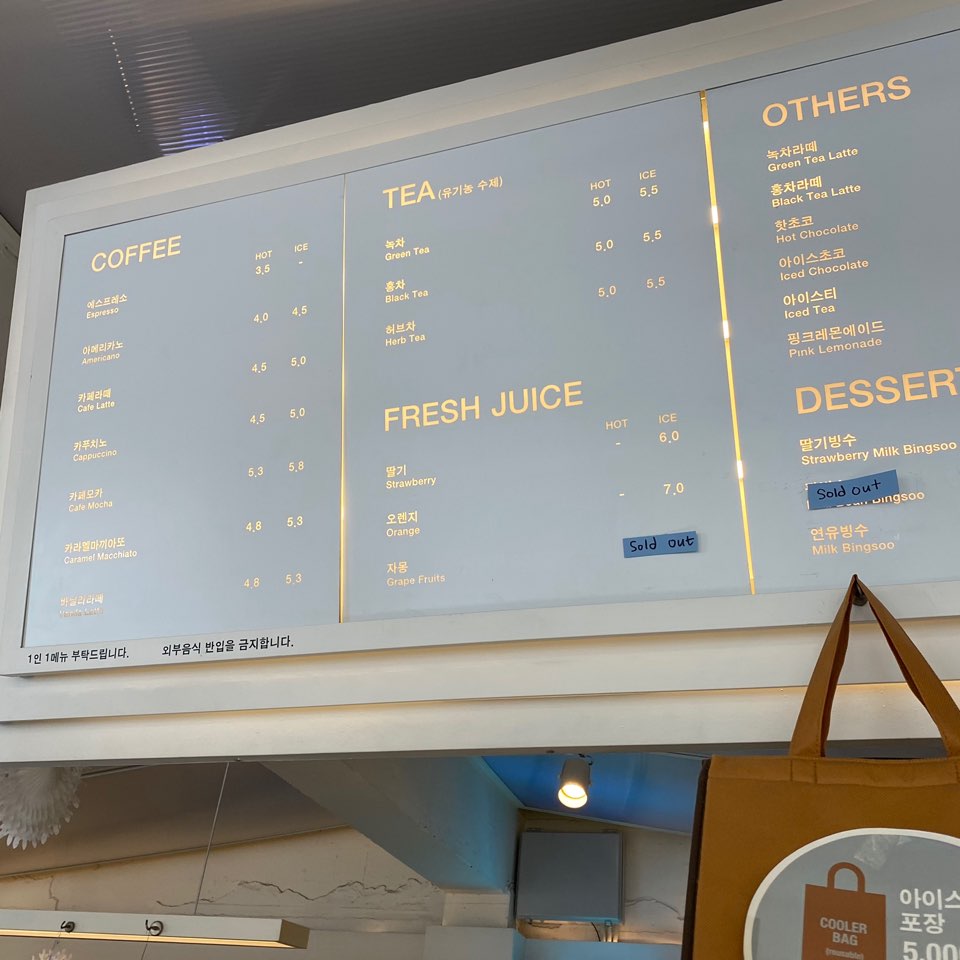 COFFEE
HOT ICE
3,5 -
에스프레소
Espresso
4,0 4,5
아메리카노
Americano
4,5 5,0
카페라떼
Cafe Latte
4,5 5,0
카푸치노
Cappuccino
5,3 5,8
카페모카
Cafe Mocha
4,8 5,3
카라멜마끼아또
Caramel Macchiato
4,8 5,3
바닐라라떼
TEA (유기농 수제)
HOT ICE
5,0 5,5
녹차
Green Tea
5,0 5,5
홍차
Black Tea
5,0 5,5
허브차
Herb Tea
FRESH JUICE
HOT ICE
- 6,0
딸기
Strawberry
- 7,0
오렌지
Orange
Sold out
자몽
Grape Fruits
OTHERS
녹차라떼
Green Tea Latte
홍차라떼
Black Tea Latte
핫초코
Hot Chocolate
아이스초코
Iced Chocolate
아이스티
Iced Tea
핑크레몬에이드
Pink Lemonade
DESSERT
딸기빙수
Strawberry Milk Bingsoo
Sold out
Bingsoo
연유빙수
Milk Bingsoo
1인 1메뉴 부탁드립니다. 외부음식 반입을 금지합니다.
COOLER
BAG
(reusable)
아이스
포장
5,00